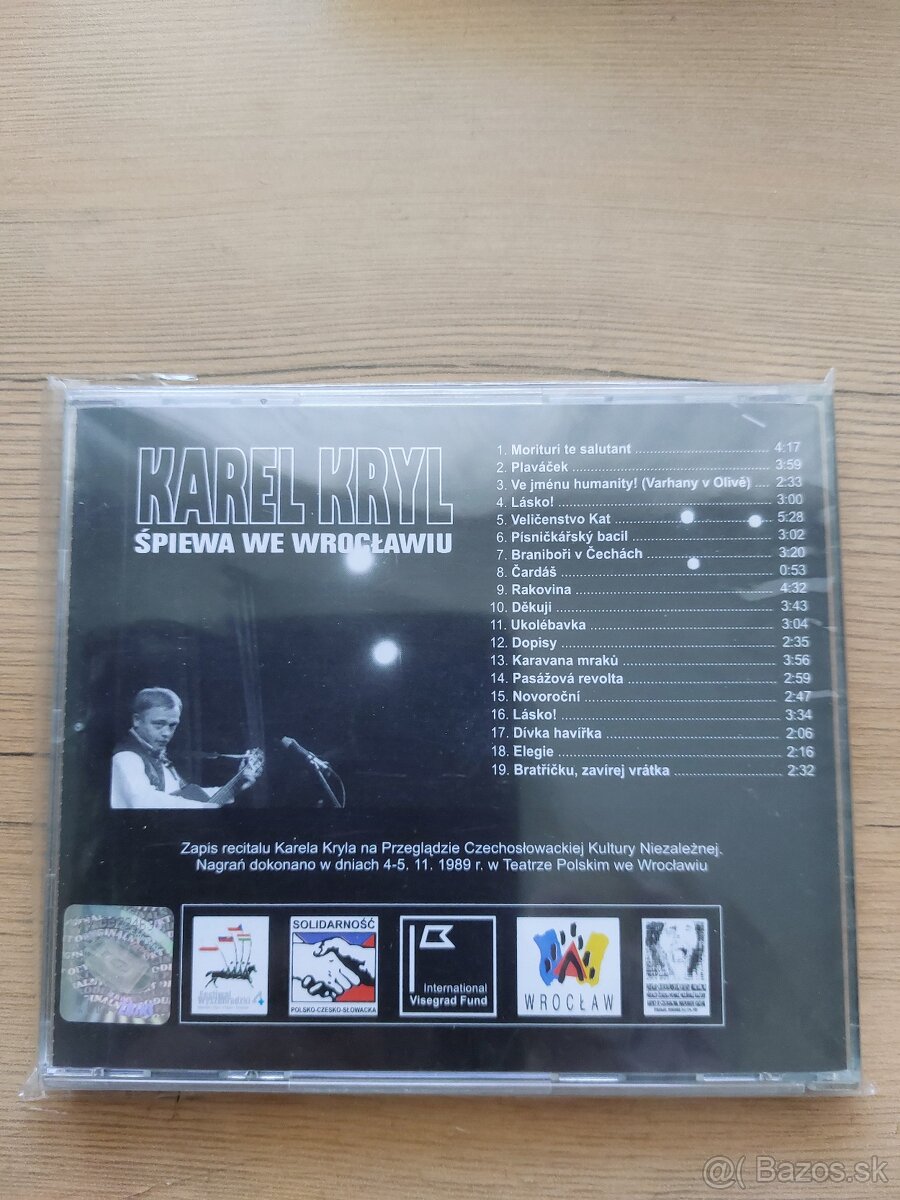 KAREL KRYL
ŚPIEWA WE WROCŁAWIU
1. Morituri te salutant 4:17
2. Plaváček 3:59
3. Ve jménu humanity! (Varhany v Olivě) 2:33
4. Lásko! 3:00
5. Veličenstvo Kat 5:28
6. Písničkářský bacil 3:02
7. Braniboři v Čechách 3:20
8. Čardáš 0:53
9. Rakovina 4:32
10. Děkuji 3:43
11. Ukolébavka 3:04
12. Dopisy 2:35
13. Karavana mraků 3:56
14. Pasážová revolta 2:59
15. Novoroční 2:47
16. Lásko! 3:34
17. Dívka havířka 2:06
18. Elegie 2:16
19. Bratříčku, zavírej vrátka 2:32
Zapis recitalu Karela Kryla na Przeglądzie Czechosłowackiej Kultury Niezależnej.
Nagrań dokonano w dniach 4-5, 11. 1989 r. w Teatrze Polskim we Wrocławiu
SOLIDARNOŚĆ
POLSKO-CZESKO-SŁOWACKA
International
Visegrad Fund
WROCŁAW
@( Bazos.sk